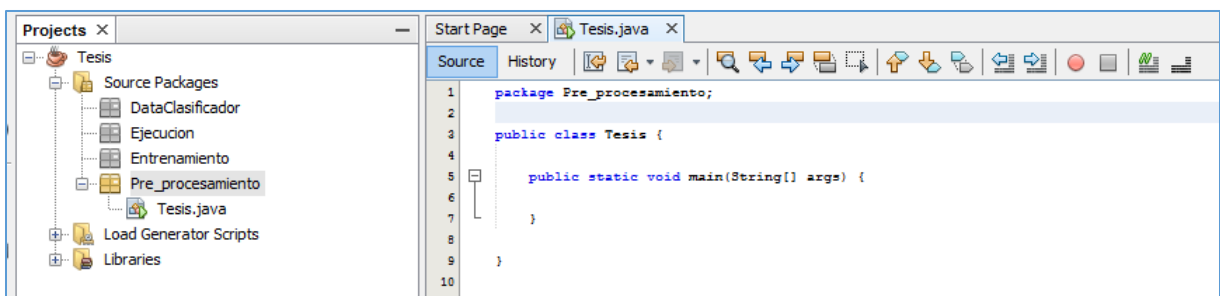 Projects
Tesis
Source Packages
DataClasificador
Ejecucion
Entrenamiento
Pre_procesamiento
Tesis.java
Load Generator Scripts
Libraries
Start Page Tesis.java
Source History
1 package Pre_procesamiento;
2
3 public class Tesis {
4
5 public static void main(String[] args) {
6
7 }
8
9 }
10